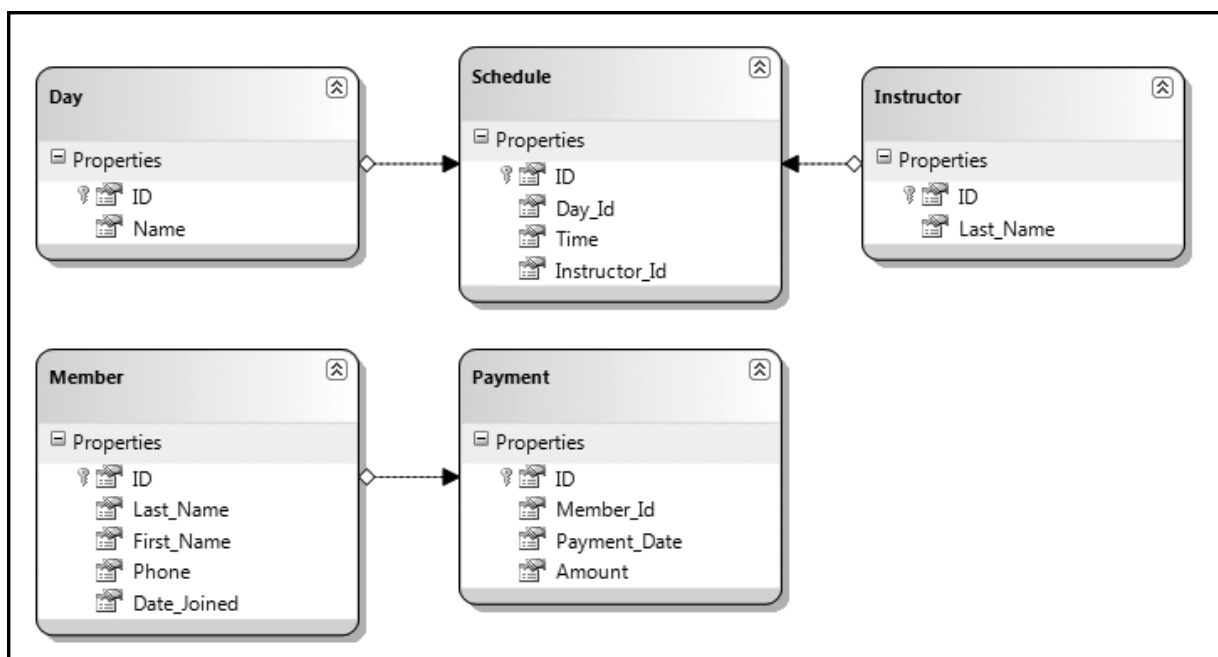 Day
Properties
ID
Name
Schedule
Properties
ID
Day_Id
Time
Instructor_Id
Instructor
Properties
ID
Last_Name
Member
Properties
ID
Last_Name
First_Name
Phone
Date_Joined
Payment
Properties
ID
Member_Id
Payment_Date
Amount